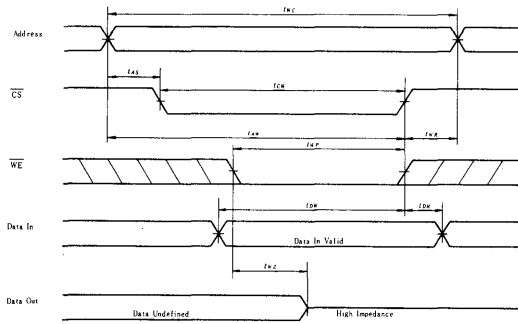 tWC
Address
tAS
tCW
CS
tAW
tWR
tWP
WE
tDW
tDH
Data In
Data In Valid
tWZ
Data Out
Data Undefined
High Impedance